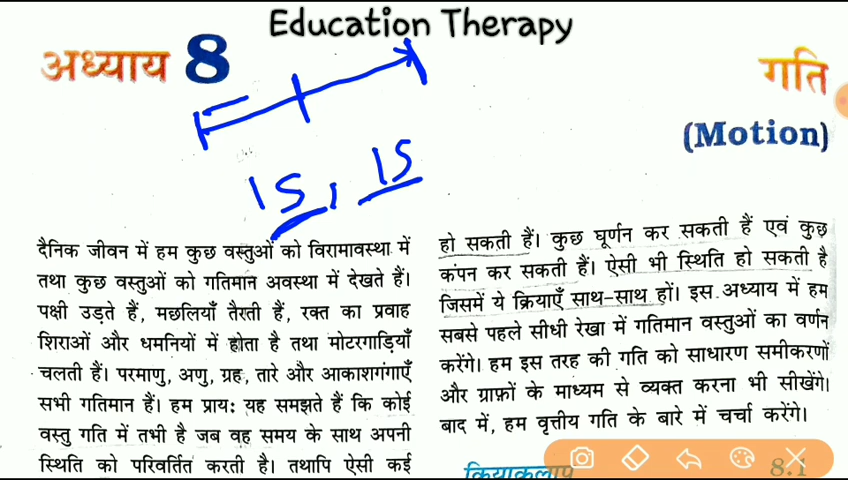 Education Therapy
अध्याय 8
गति
(Motion)
15, 15
दैनिक जीवन में हम कुछ वस्तुओं को विरामावस्था में
तथा कुछ वस्तुओं को गतिमान अवस्था में देखते हैं।
पक्षी उड़ते हैं, मछलियाँ तैरती हैं, रक्त का प्रवाह
शिराओं और धमनियों में होता है तथा मोटरगाड़ियाँ
चलती हैं। परमाणु, अणु, ग्रह, तारे और आकाशगंगाएँ
सभी गतिमान हैं। हम प्राय: यह समझते हैं कि कोई
वस्तु गति में तभी है जब वह समय के साथ अपनी
स्थिति को परिवर्तित करती है। तथापि ऐसी कई
हो सकती हैं। कुछ घूर्णन कर सकती हैं एवं कुछ
कंपन कर सकती हैं। ऐसी भी स्थिति हो सकती है
जिसमें ये क्रियाएँ साथ-साथ हों। इस अध्याय में हम
सबसे पहले सीधी रेखा में गतिमान वस्तुओं का वर्णन
करेंगे। हम इस तरह की गति को साधारण समीकरणों
और ग्राफ़ों के माध्यम से व्यक्त करना भी सीखेंगे।
बाद में, हम वृत्तीय गति के बारे में चर्चा करेंगे।
क्रियाकलाप 8.1